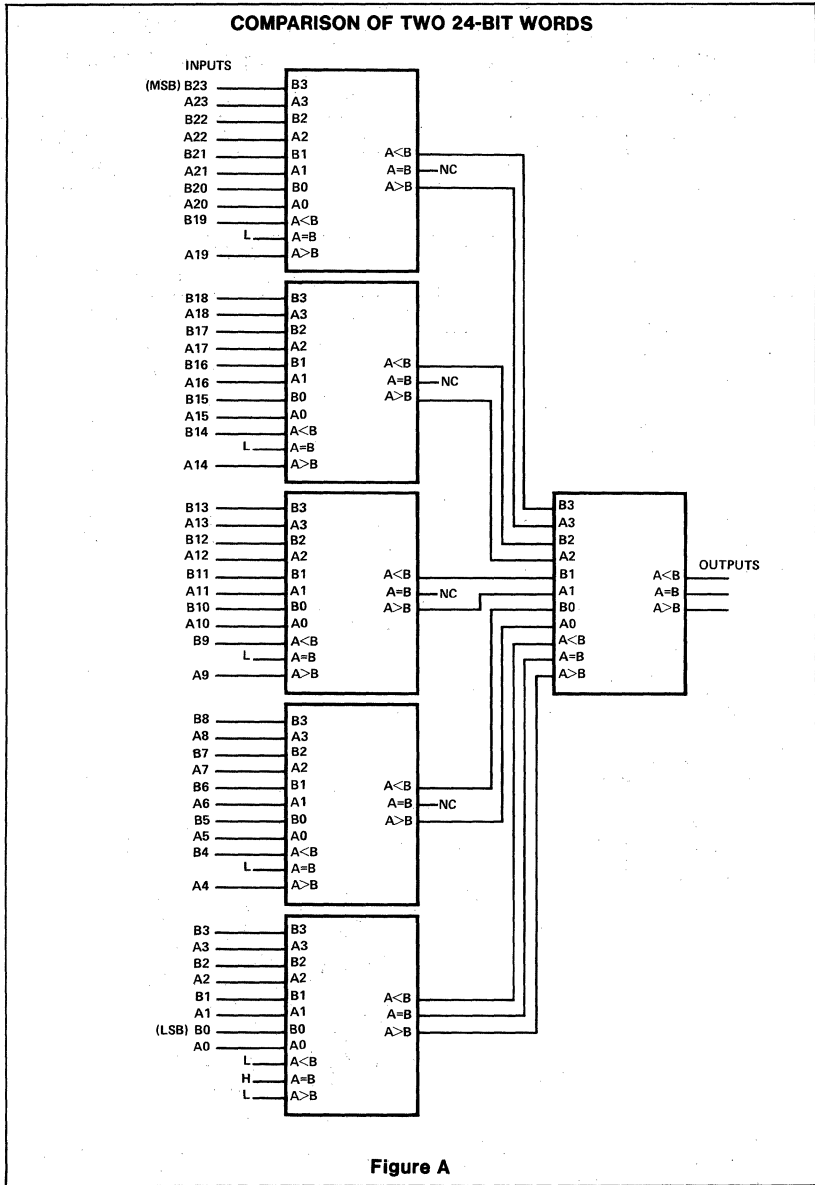 COMPARISON OF TWO 24-BIT WORDS
INPUTS
(MSB) B23 B3
A23 A3
B22 B2
A22 A2
B21 B1 A<B
A21 A1 A=B NC
B20 B0 A>B
A20 A0
B19 A<B
L A=B
A19 A>B
B18 B3
A18 A3
B17 B2
A17 A2
B16 B1 A<B
A16 A1 A=B NC
B15 B0 A>B
A15 A0
B14 A<B
L A=B
A14 A>B
B13 B3
A13 A3
B12 B2
A12 A2
B11 B1 A<B
A11 A1 A=B NC
B10 B0 A>B
A10 A0
B9 A<B
L A=B
A9 A>B
B3
A3
B2
A2
B1 A<B OUTPUTS
A1 A=B
B0 A>B
A0
A<B
A=B
A>B
B8 B3
A8 A3
B7 B2
A7 A2
B6 B1 A<B
A6 A1 A=B NC
B5 B0 A>B
A5 A0
B4 A<B
L A=B
A4 A>B
B3 B3
A3 A3
B2 B2
A2 A2
B1 B1 A<B
A1 A1 A=B
(LSB) B0 B0 A>B
A0 A0
L A<B
H A=B
L A>B
Figure A